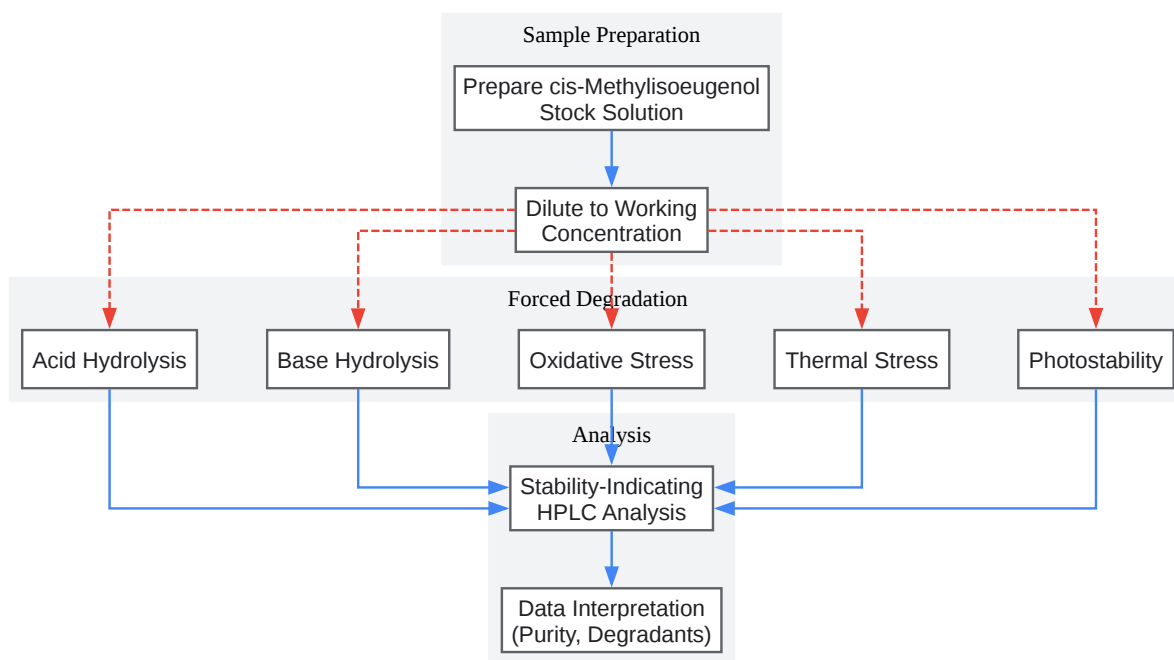 Sample Preparation
Prepare cis-Methylisoeugenol
Stock Solution
Dilute to Working
Concentration
Forced Degradation
Acid Hydrolysis
Base Hydrolysis
Oxidative Stress
Thermal Stress
Photostability
Analysis
Stability-Indicating
HPLC Analysis
Data Interpretation
(Purity, Degradants)